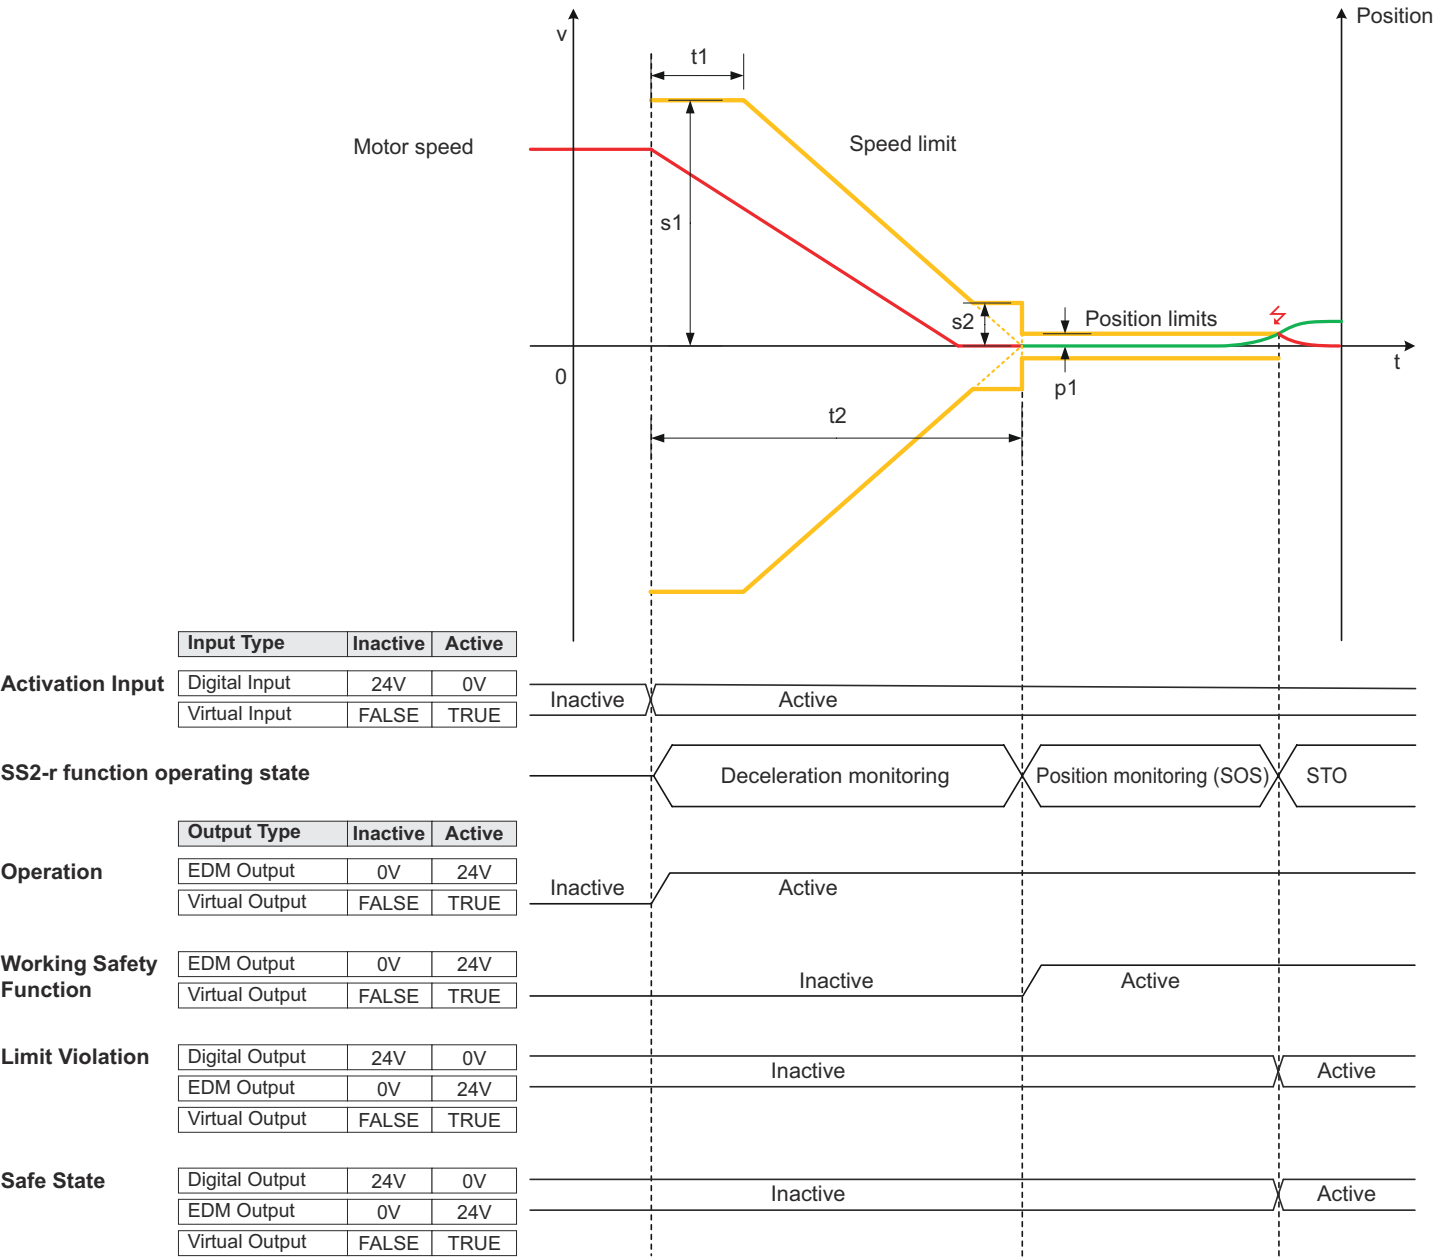 v
Position
t1
Motor speed
Speed limit
s1
s2
Position limits
0
t
p1
t2
Input Type Inactive Active
Activation Input Digital Input 24V 0V
Virtual Input FALSE TRUE
Inactive Active
SS2-r function operating state
Deceleration monitoring Position monitoring (SOS) STO
Output Type Inactive Active
Operation EDM Output 0V 24V
Virtual Output FALSE TRUE
Inactive Active
Working Safety
Function
EDM Output 0V 24V
Virtual Output FALSE TRUE
Inactive Active
Limit Violation Digital Output 24V 0V
EDM Output 0V 24V
Virtual Output FALSE TRUE
Inactive Active
Safe State Digital Output 24V 0V
EDM Output 0V 24V
Virtual Output FALSE TRUE
Inactive Active